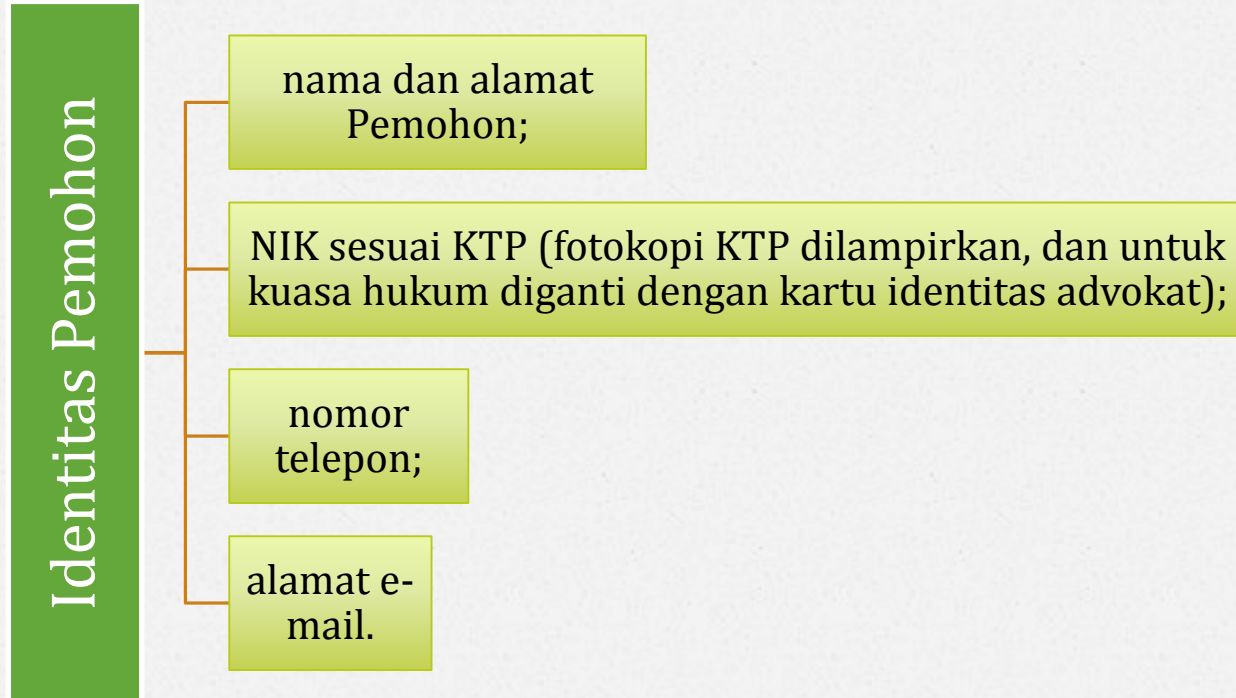 Identitas Pemohon
nama dan alamat
Pemohon;
NIK sesuai KTP (fotokopi KTP dilampirkan, dan untuk
kuasa hukum diganti dengan kartu identitas advokat);
nomor
telepon;
alamat e-
mail.